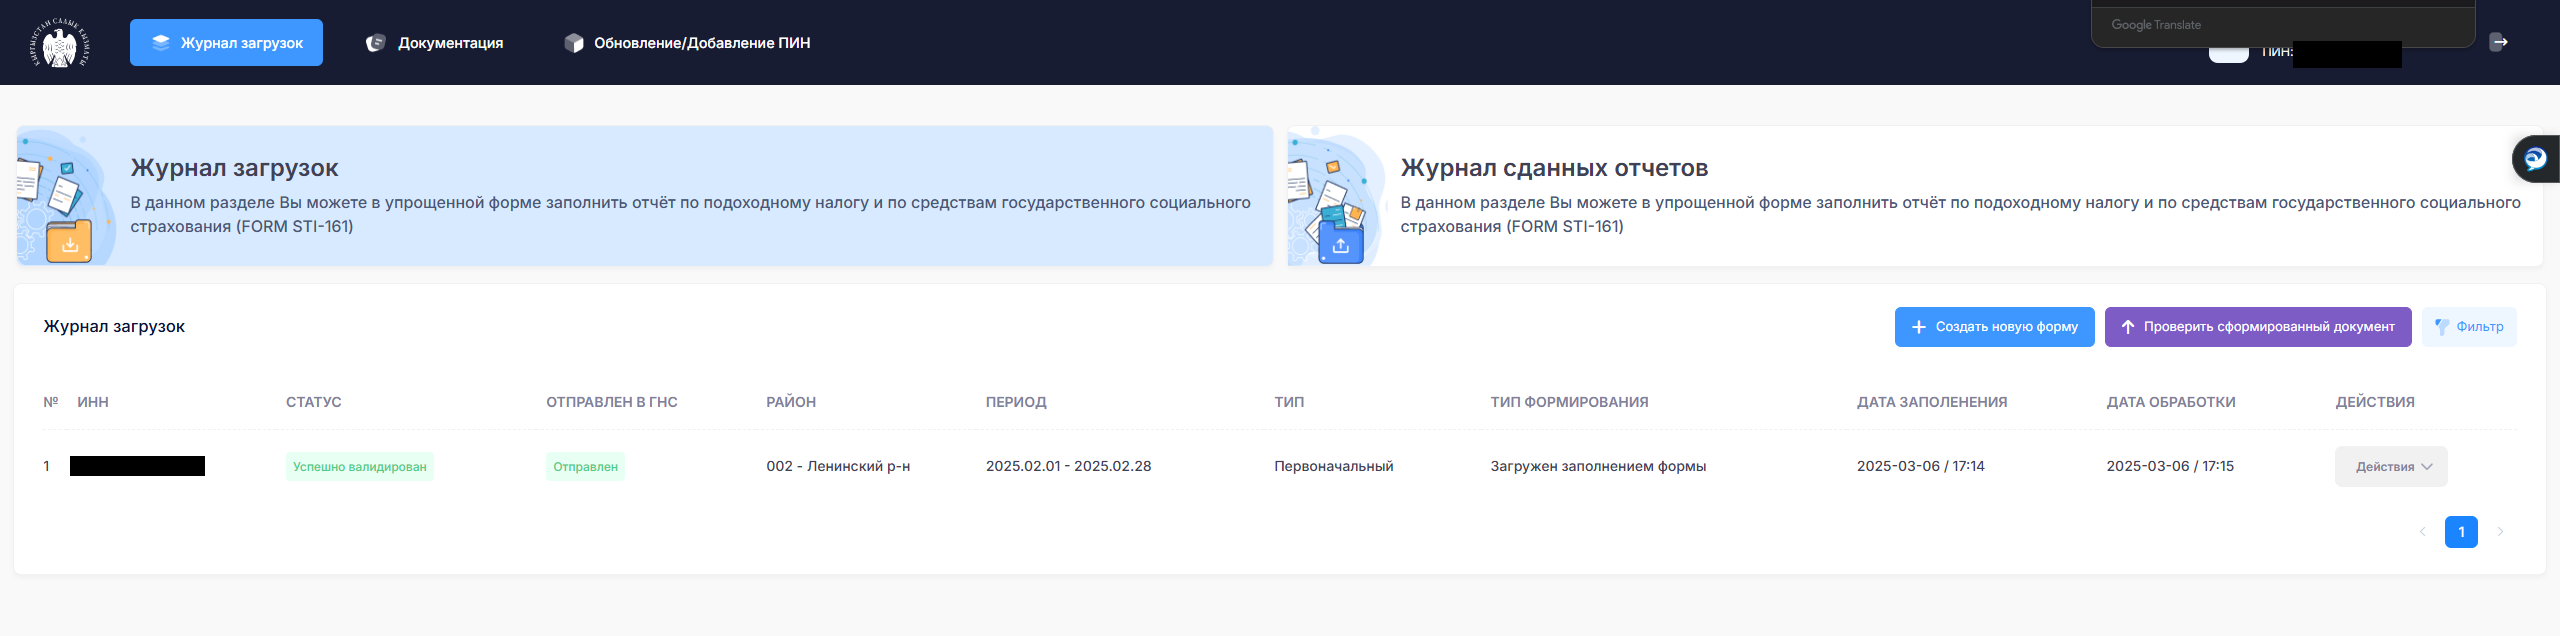 КЫРГЫЗСТАН САЛЫК КЫЗМАТЫ
Журнал загрузок
Документация
Обновление/Добавление ПИН
Google Translate
ПИН:
Журнал загрузок
В данном разделе Вы можете в упрощенной форме заполнить отчёт по подоходному налогу и по средствам государственного социального
страхования (FORM STI-161)
Журнал сданных отчетов
В данном разделе Вы можете в упрощенной форме заполнить отчёт по подоходному налогу и по средствам государственного социального
страхования (FORM STI-161)
Журнал загрузок
Создать новую форму
Проверить сформированный документ
Фильтр
№ ИНН СТАТУС ОТПРАВЛЕН В ГНС РАЙОН ПЕРИОД ТИП ТИП ФОРМИРОВАНИЯ ДАТА ЗАПОЛЕНЕНИЯ ДАТА ОБРАБОТКИ ДЕЙСТВИЯ
1 Успешно валидирован Отправлен 002 - Ленинский р-н 2025.02.01 - 2025.02.28 Первоначальный Загружен заполнением формы 2025-03-06 / 17:14 2025-03-06 / 17:15 Действия
1